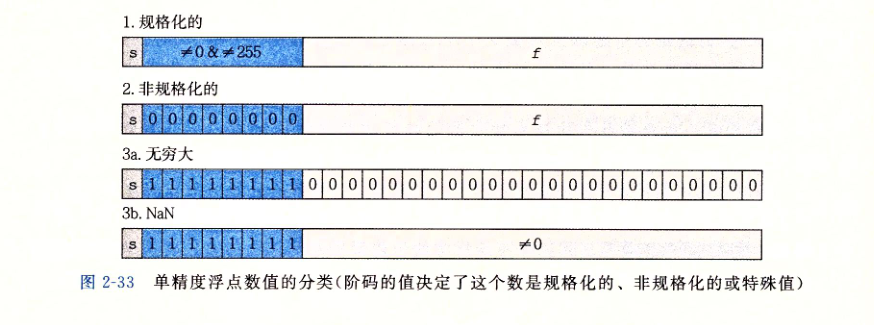 1. 规格化的
s ≠0 & ≠255 f
2. 非规格化的
s 0 0 0 0 0 0 0 0 f
3a. 无穷大
s 1 1 1 1 1 1 1 1 0 0 0 0 0 0 0 0 0 0 0 0 0 0 0 0 0 0 0 0 0 0 0
3b. NaN
s 1 1 1 1 1 1 1 1 ≠0
图 2-33 单精度浮点数值的分类(阶码的值决定了这个数是规格化的、非规格化的或特殊值)